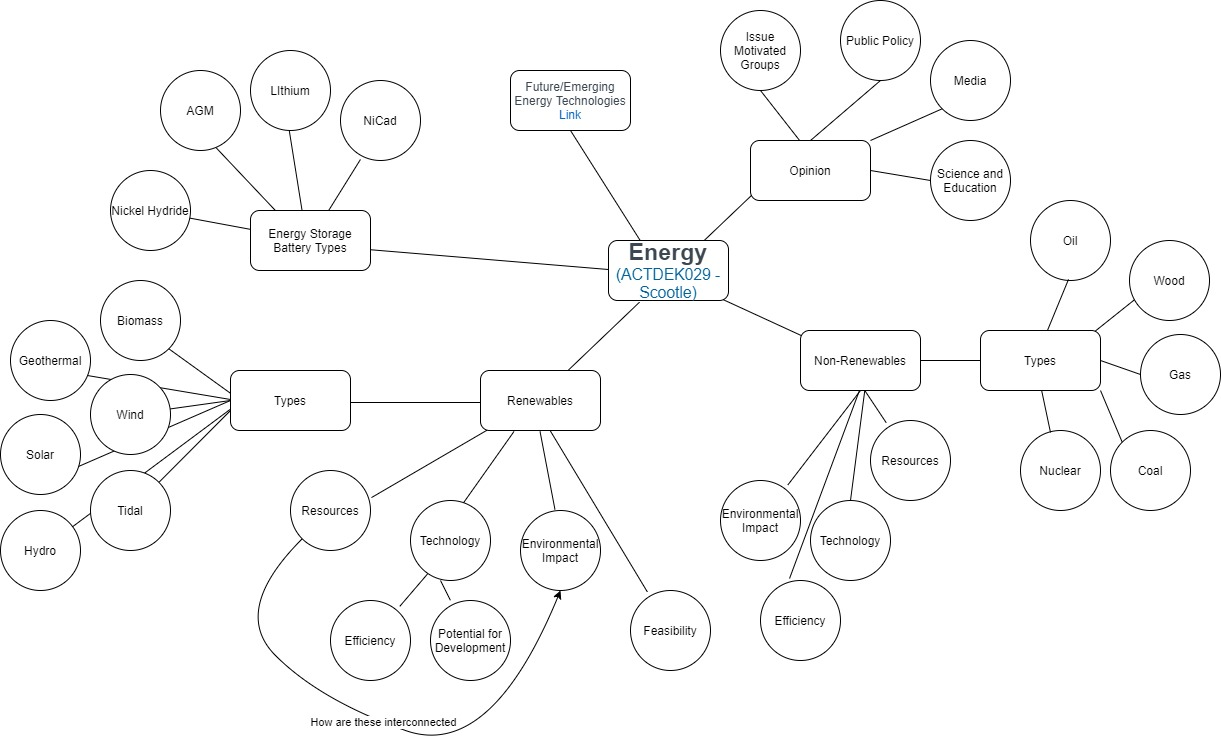 Issue
Motivated
Groups
Public Policy
Media
Science and
Education
Opinion
Future/Emerging
Energy Technologies
Link
AGM
LIthium
NiCad
Nickel Hydride
Energy Storage
Battery Types
Energy
(ACTDEK029 -
Scootle)
Oil
Wood
Gas
Coal
Nuclear
Types
Non-Renewables
Resources
Environmental
Impact
Technology
Efficiency
Biomass
Geothermal
Wind
Solar
Tidal
Hydro
Types
Renewables
Resources
Technology
Environmental
Impact
Efficiency
Potential for
Development
Feasibility
How are these interconnected